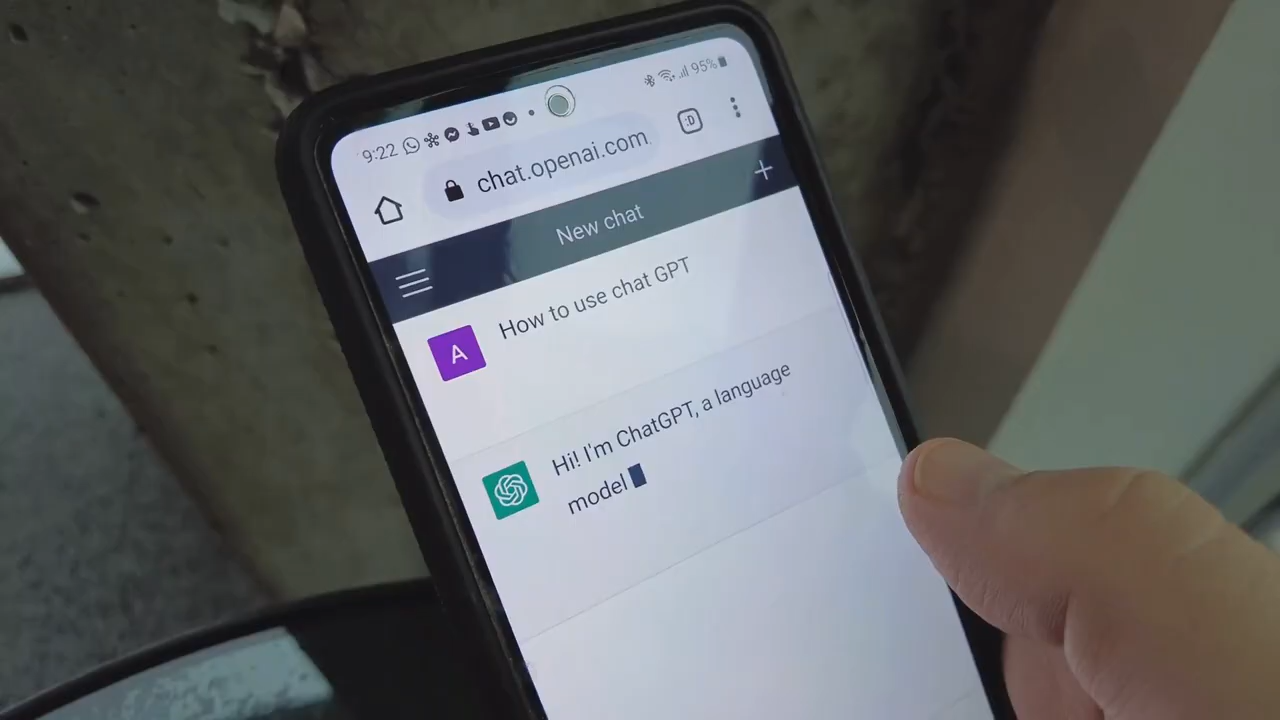 9:22 95%
chat.openai.com
:D
New chat
A
How to use chat GPT
Hi! I'm ChatGPT, a language
model